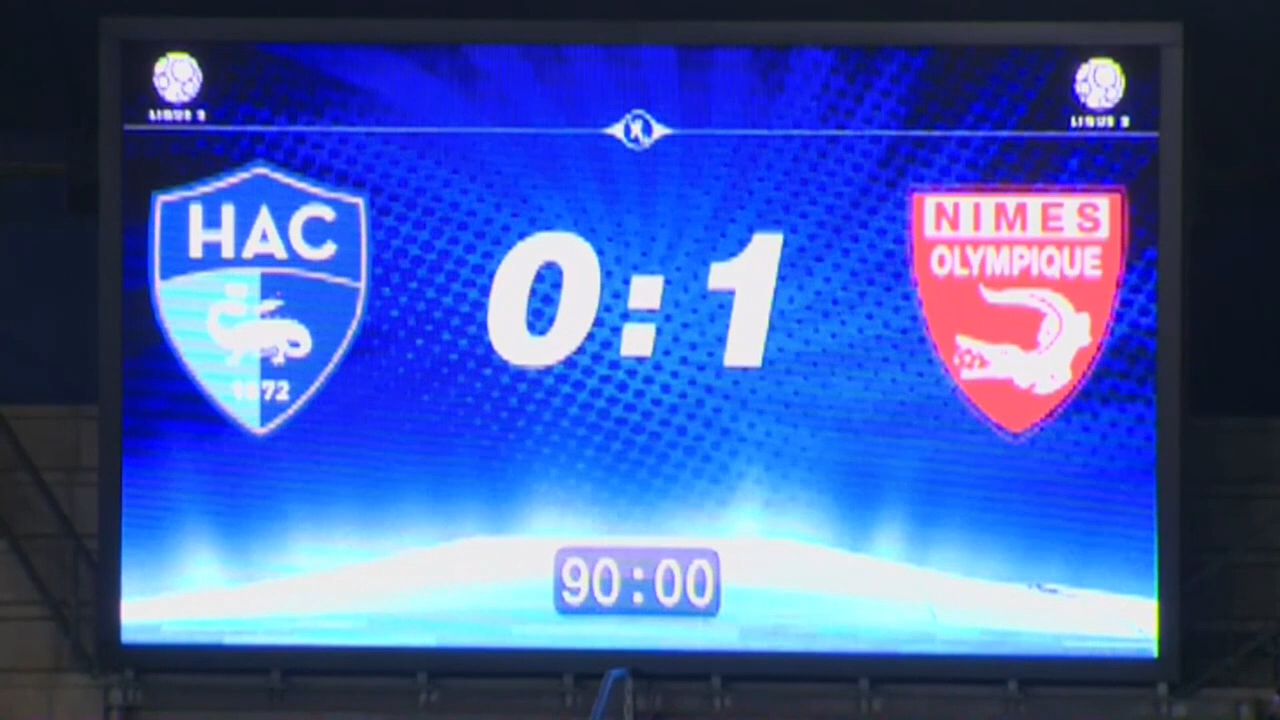 LIGUE 2
LIGUE 2
HAC
1872
0:1
NIMES
OLYMPIQUE
90:00